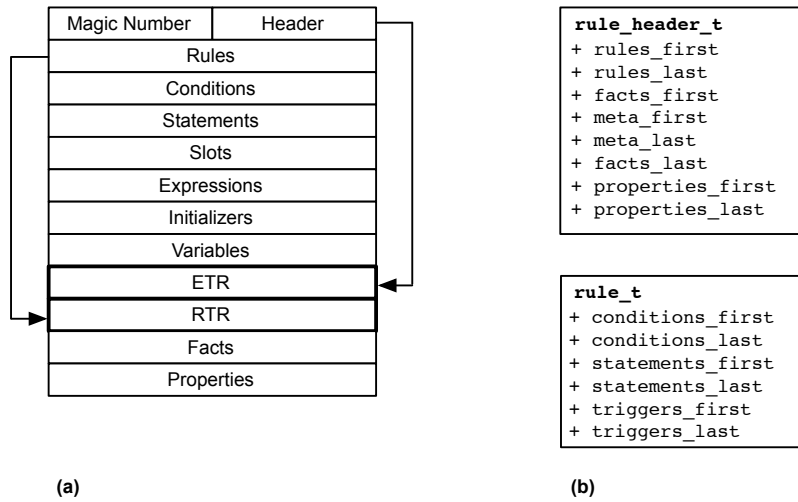 Magic Number Header
Rules
Conditions
Statements
Slots
Expressions
Initializers
Variables
ETR
RTR
Facts
Properties
(a)
rule_header_t
+ rules_first
+ rules_last
+ facts_first
+ meta_first
+ meta_last
+ facts_last
+ properties_first
+ properties_last
rule_t
+ conditions_first
+ conditions_last
+ statements_first
+ statements_last
+ triggers_first
+ triggers_last
(b)